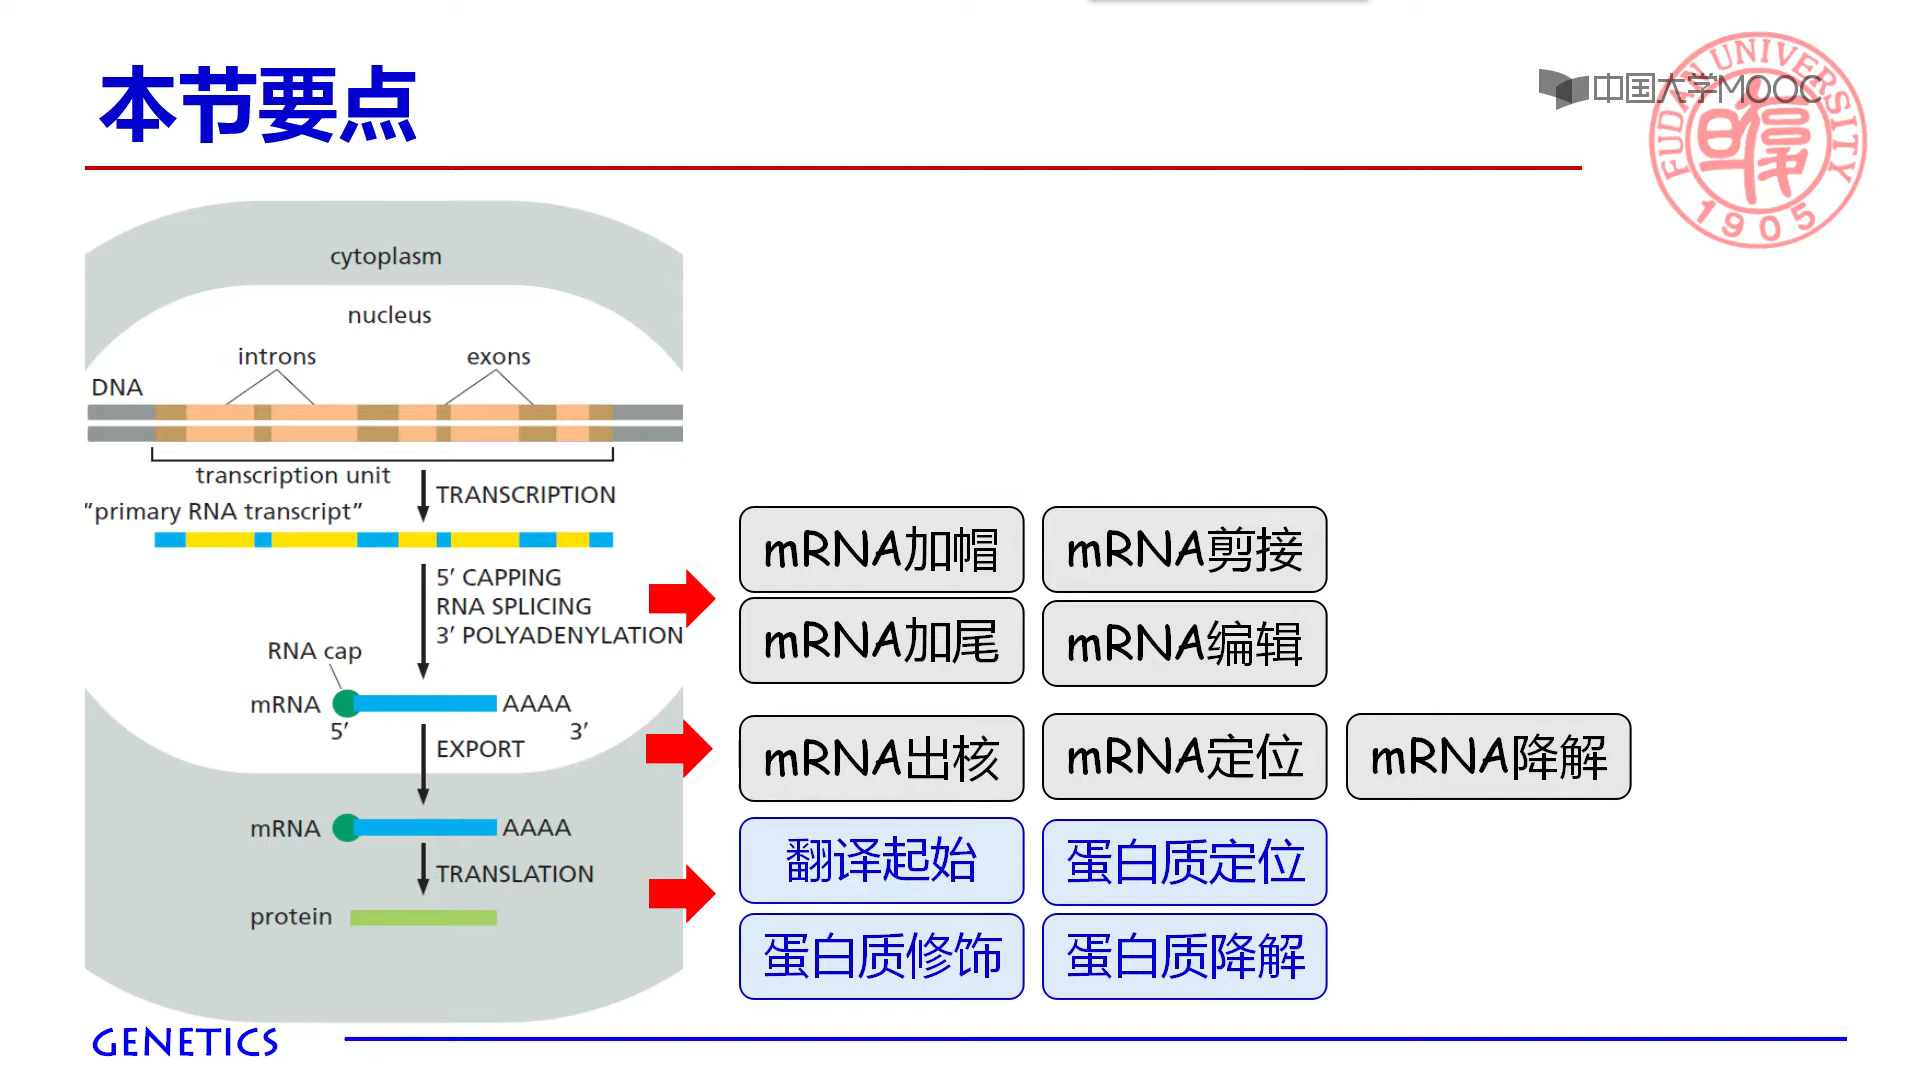 本节要点
中国大学MOOC
FUDAN UNIVERSITY
1905
cytoplasm
nucleus
introns
exons
DNA
transcription unit
TRANSCRIPTION
“primary RNA transcript”
5′ CAPPING
RNA SPLICING
3′ POLYADENYLATION
RNA cap
mRNA
AAAA
5′
3′
EXPORT
mRNA
AAAA
TRANSLATION
protein
mRNA加帽
mRNA剪接
mRNA加尾
mRNA编辑
mRNA出核
mRNA定位
mRNA降解
翻译起始
蛋白质定位
蛋白质修饰
蛋白质降解
GENETICS